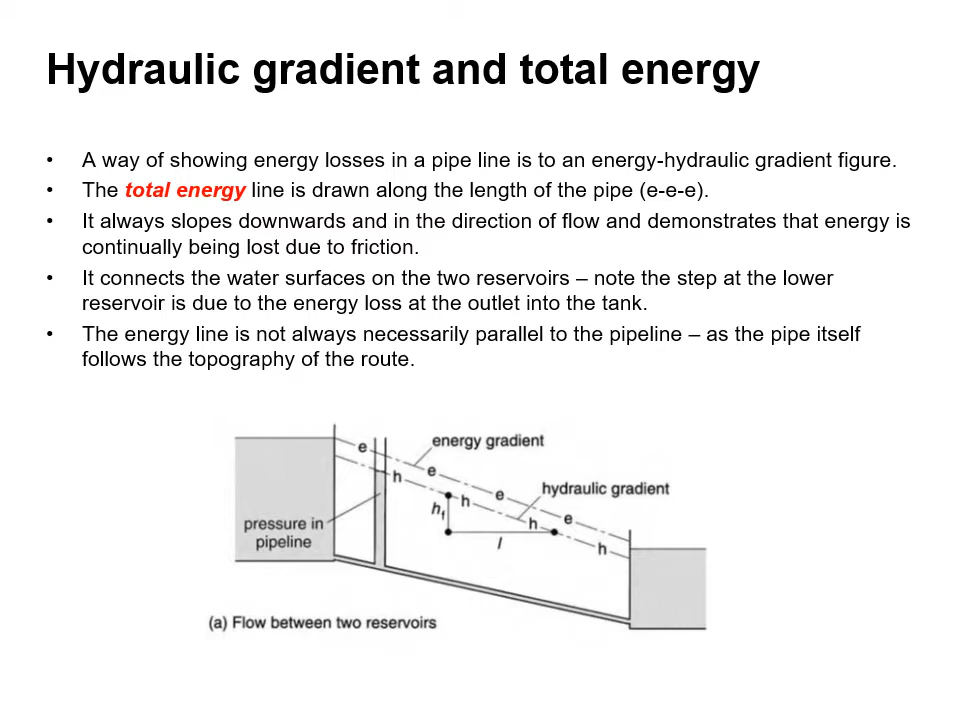 Hydraulic gradient and total energy
• A way of showing energy losses in a pipe line is to an energy-hydraulic gradient figure.
• The total energy line is drawn along the length of the pipe (e-e-e).
• It always slopes downwards and in the direction of flow and demonstrates that energy is
continually being lost due to friction.
• It connects the water surfaces on the two reservoirs – note the step at the lower
reservoir is due to the energy loss at the outlet into the tank.
• The energy line is not always necessarily parallel to the pipeline – as the pipe itself
follows the topography of the route.
energy gradient
e
e
h
hydraulic gradient
e
h
hf
e
pressure in
pipeline
h
l
h
(a) Flow between two reservoirs